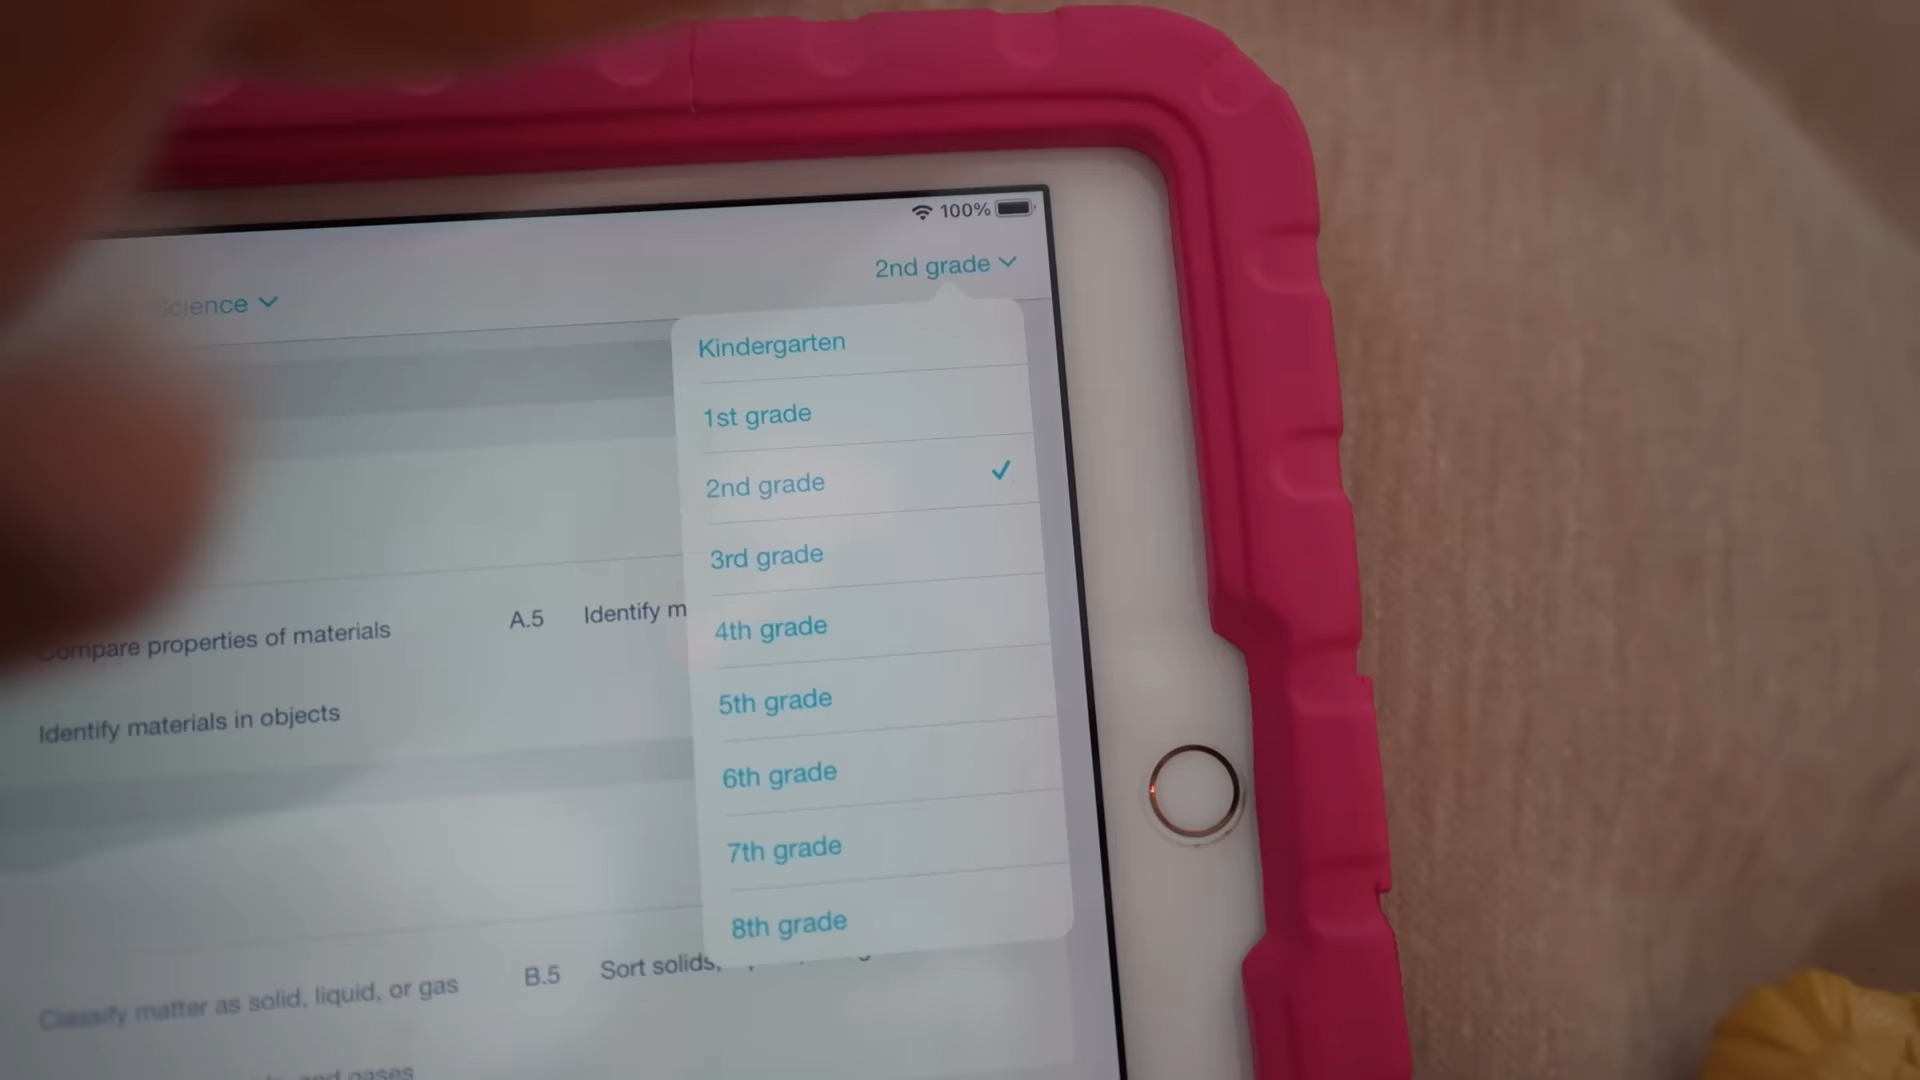 100%
Science
2nd grade
Kindergarten
1st grade
2nd grade
3rd grade
4th grade
5th grade
6th grade
7th grade
8th grade
Compare properties of materials
A.5 Identify m
Identify materials in objects
Classify matter as solid, liquid, or gas
B.5 Sort solids,
and gases